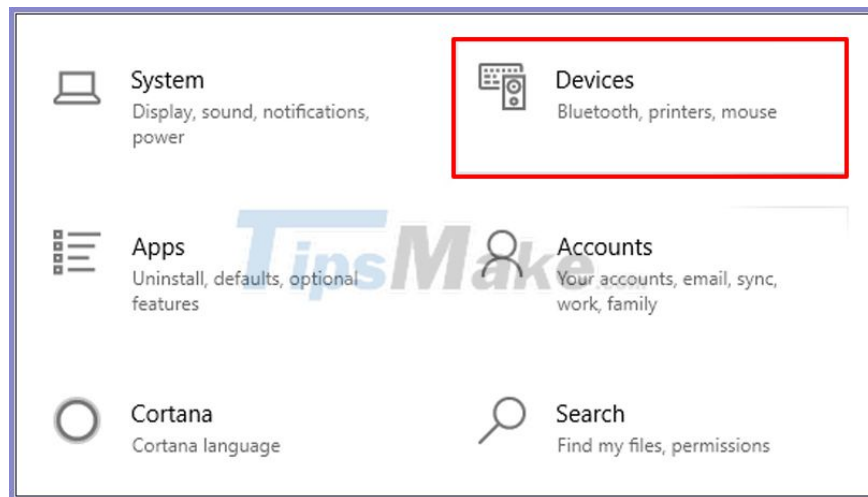 System
Display, sound, notifications,
power
Devices
Bluetooth, printers, mouse
Apps
Uninstall, defaults, optional
features
Accounts
Your accounts, email, sync,
work, family
TipsMake.com
Cortana
Cortana language
Search
Find my files, permissions